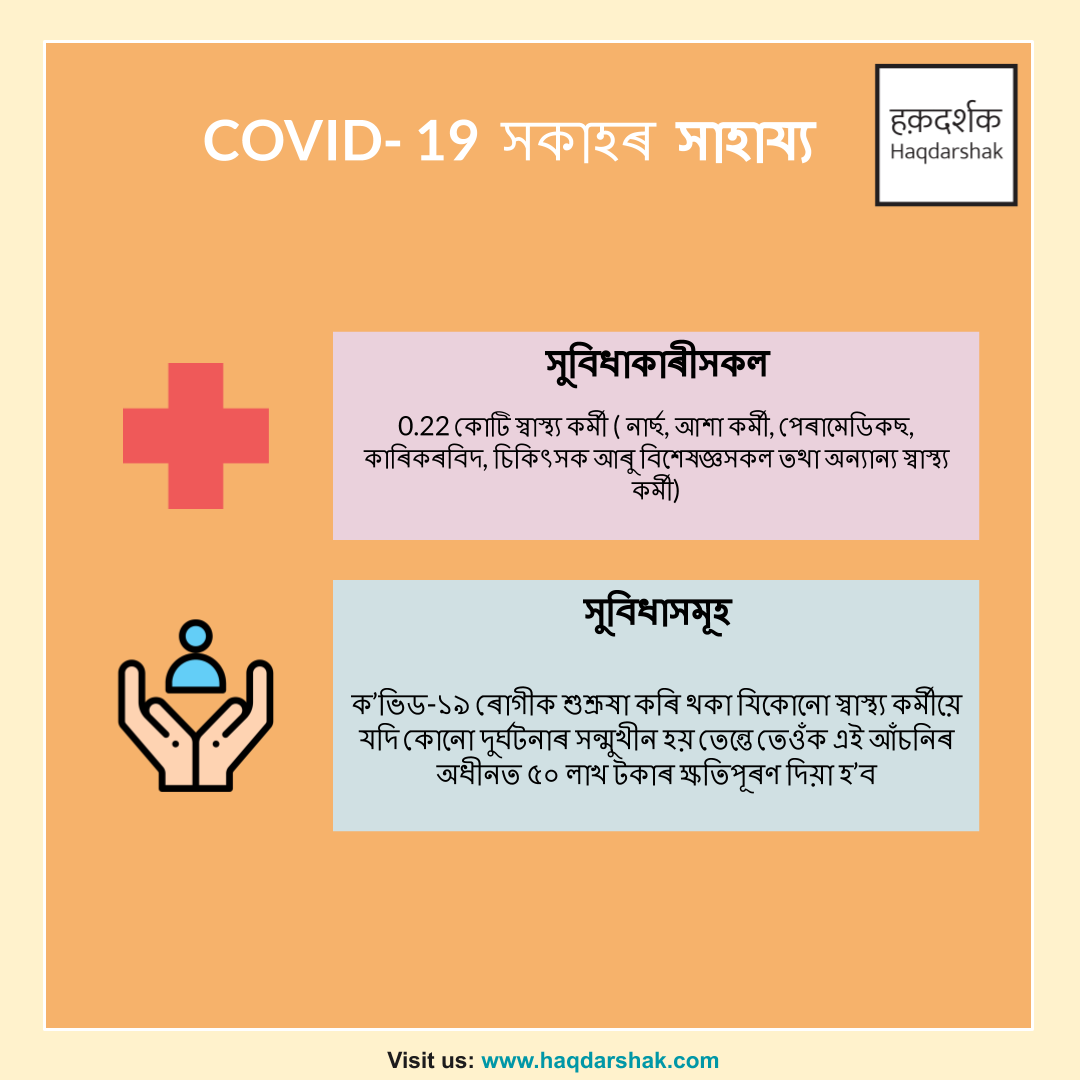 COVID- 19 সকাহৰ সাহায্য
हक़दर्शक
Haqdarshak
সুবিধাকাৰীসকল
0.22 কোটি স্বাস্থ্য কৰ্মী ( নাৰ্ছ, আশা কৰ্মী, পেৰামেডিকছ,
কাৰিকৰবিদ, চিকিৎসক আৰু বিশেষজ্ঞসকল তথা অন্যান্য স্বাস্থ্য
কৰ্মী)
সুবিধাসমূহ
ক’ভিড-১৯ ৰোগীক শুশ্ৰূষা কৰি থকা যিকোনো স্বাস্থ্য কৰ্মীয়ে
যদি কোনো দুৰ্ঘটনাৰ সন্মুখীন হয় তেন্তে তেওঁক এই আঁচনিৰ
অধীনত ৫০ লাখ টকাৰ ক্ষতিপূৰণ দিয়া হ’ব
Visit us: www.haqdarshak.com